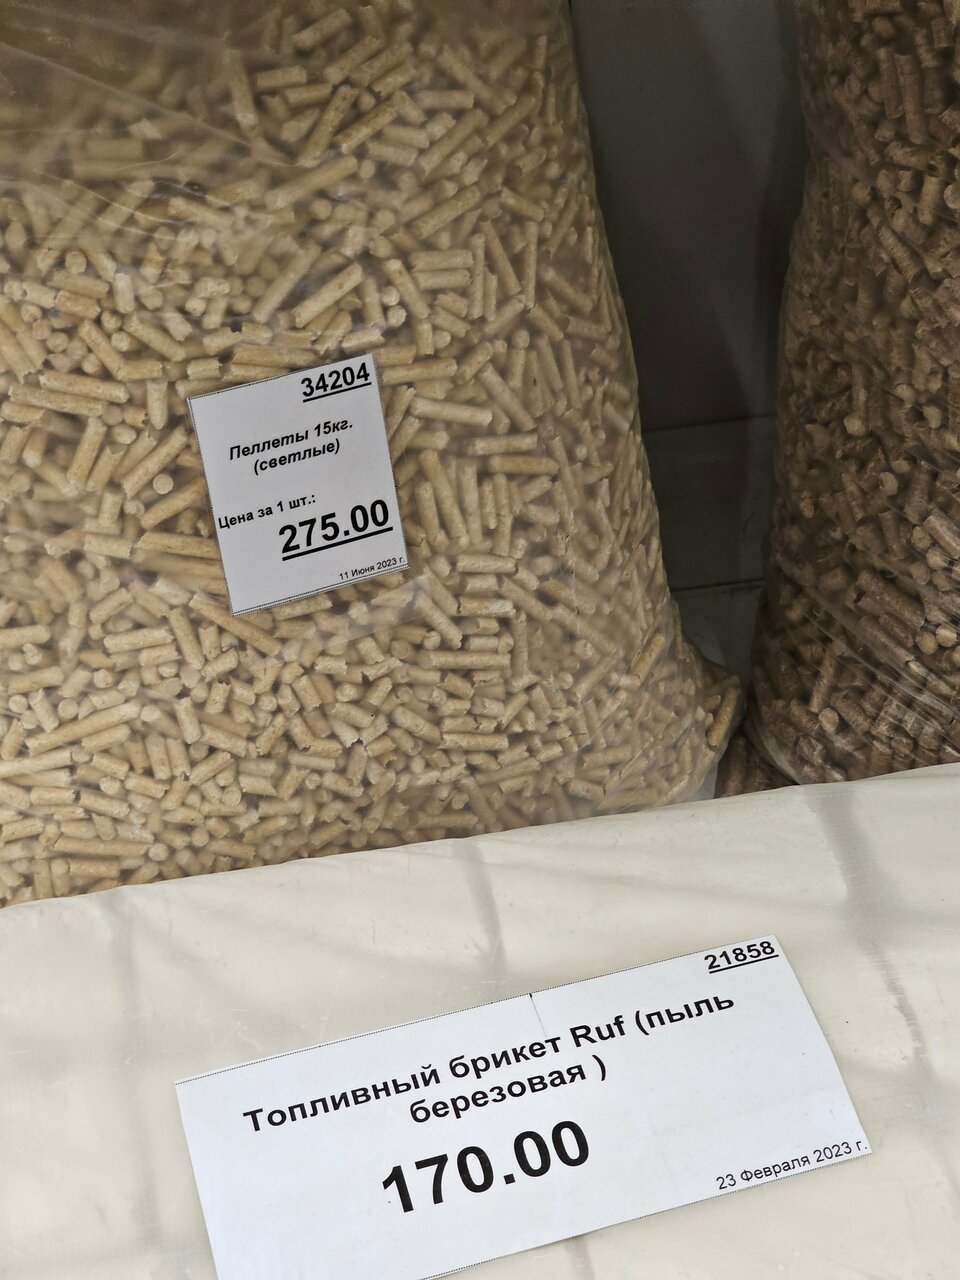 34204
Пеллеты 15кг.
(светлые)
Цена за 1 шт.:
275.00
11 Июня 2023 г.
21858
Топливный брикет Ruf (пыль
березовая )
170.00
23 Февраля 2023 г.